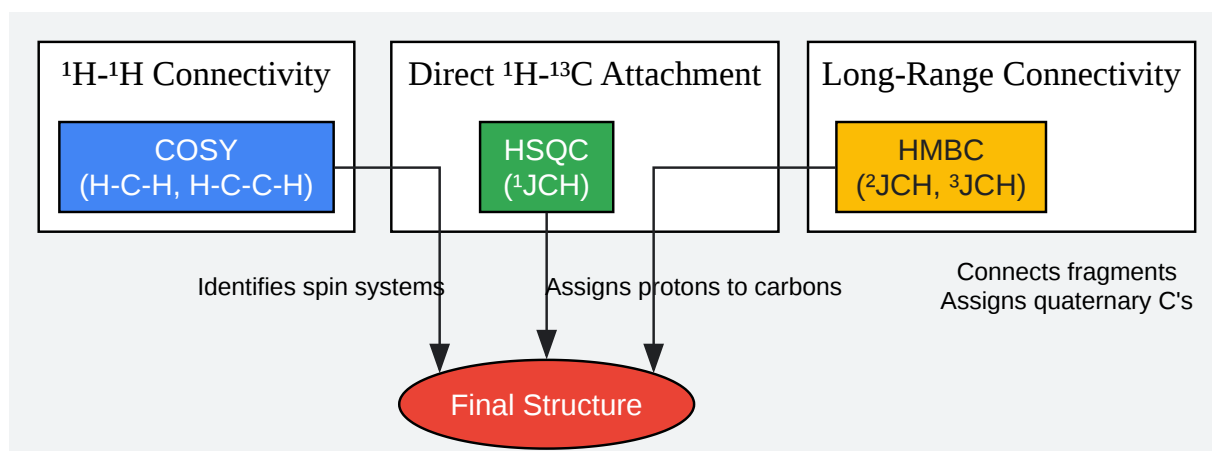 ¹H-¹H Connectivity
COSY
(H-C-H, H-C-C-H)
Direct ¹H-¹³C Attachment
HSQC
(¹JCH)
Long-Range Connectivity
HMBC
(²JCH, ³JCH)
Identifies spin systems
Assigns protons to carbons
Connects fragments
Assigns quaternary C's
Final Structure